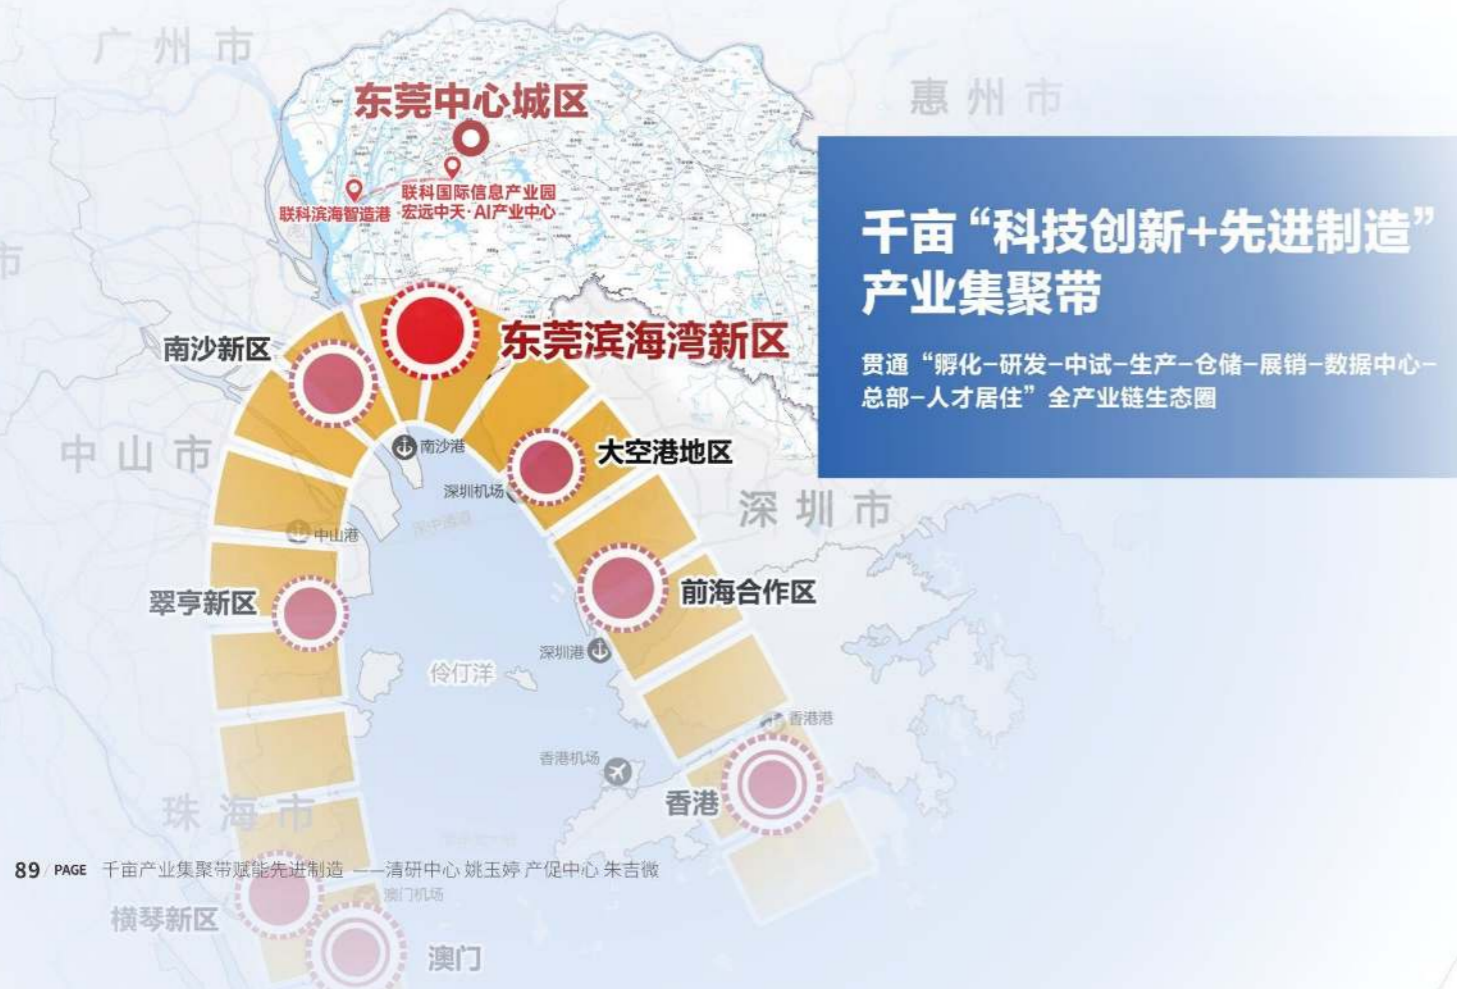 广州市
惠州市
东莞中心城区
联科国际信息产业园
联科滨海智造港
宏远中天·AI产业中心
千亩“科技创新+先进制造”
产业集聚带
贯通“孵化-研发-中试-生产-仓储-展销-数据中心-
总部-人才居住”全产业链生态圈
市
南沙新区
东莞滨海湾新区
中山市
南沙港
大空港地区
深圳机场
深圳市
深中通道
中山港
翠亨新区
前海合作区
深圳港
伶仃洋
香港港
香港机场
香港
珠海市
89 / PAGE 千亩产业集聚带赋能先进制造 ——清研中心 姚玉婷 产促中心 朱吉微
澳门机场
横琴新区
澳门